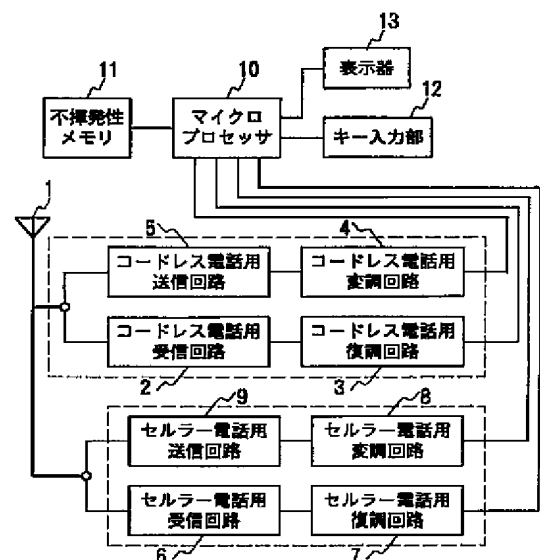 13
表示器
11
10
12
不揮発性
メモリ
マイクロ
プロセッサ
キー入力部
1
5
4
コードレス電話用
送信回路
コードレス電話用
変調回路
コードレス電話用
受信回路
コードレス電話用
復調回路
2
3
9
8
セルラー電話用
送信回路
セルラー電話用
変調回路
セルラー電話用
受信回路
セルラー電話用
復調回路
6
7